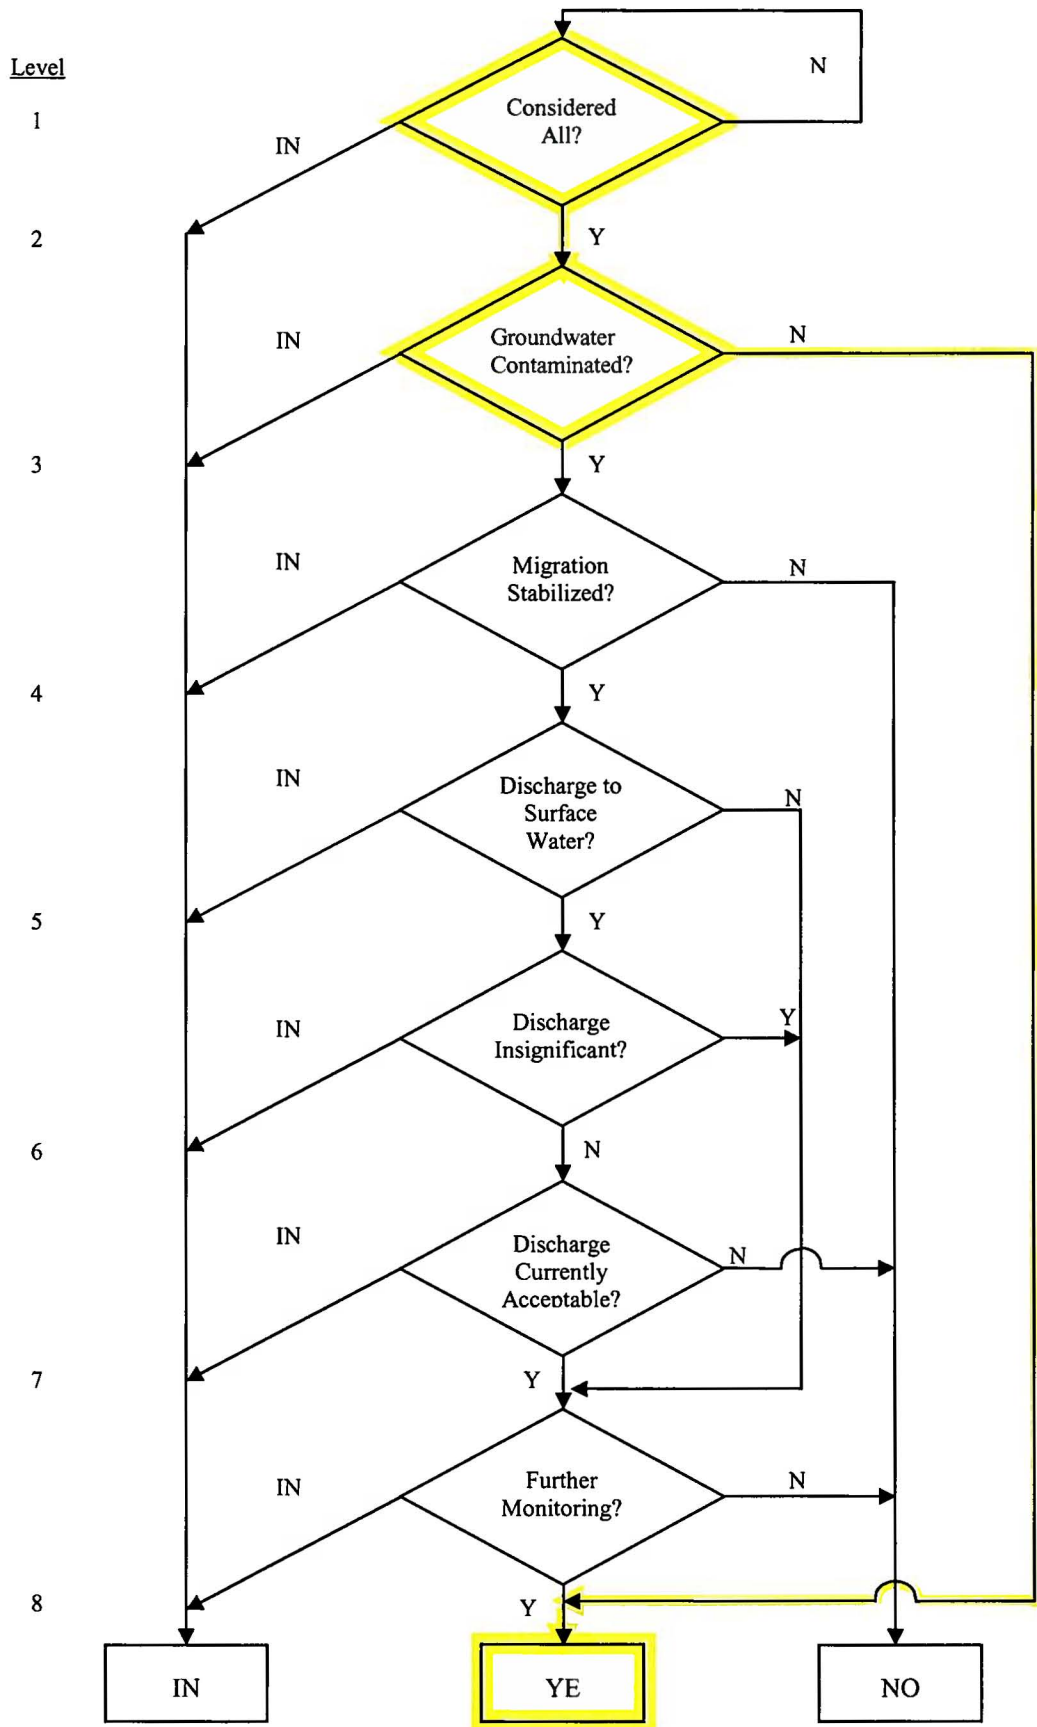 Level
N
1
Considered
All?
IN
2
Y
IN
Groundwater
Contaminated?
N
3
Y
IN
Migration
Stabilized?
N
4
Y
IN
Discharge to
Surface
Water?
N
5
Y
IN
Discharge
Insignificant?
Y
6
N
IN
Discharge
Currently
Acceptable?
N
7
Y
IN
Further
Monitoring?
N
8
Y
IN
YE
NO